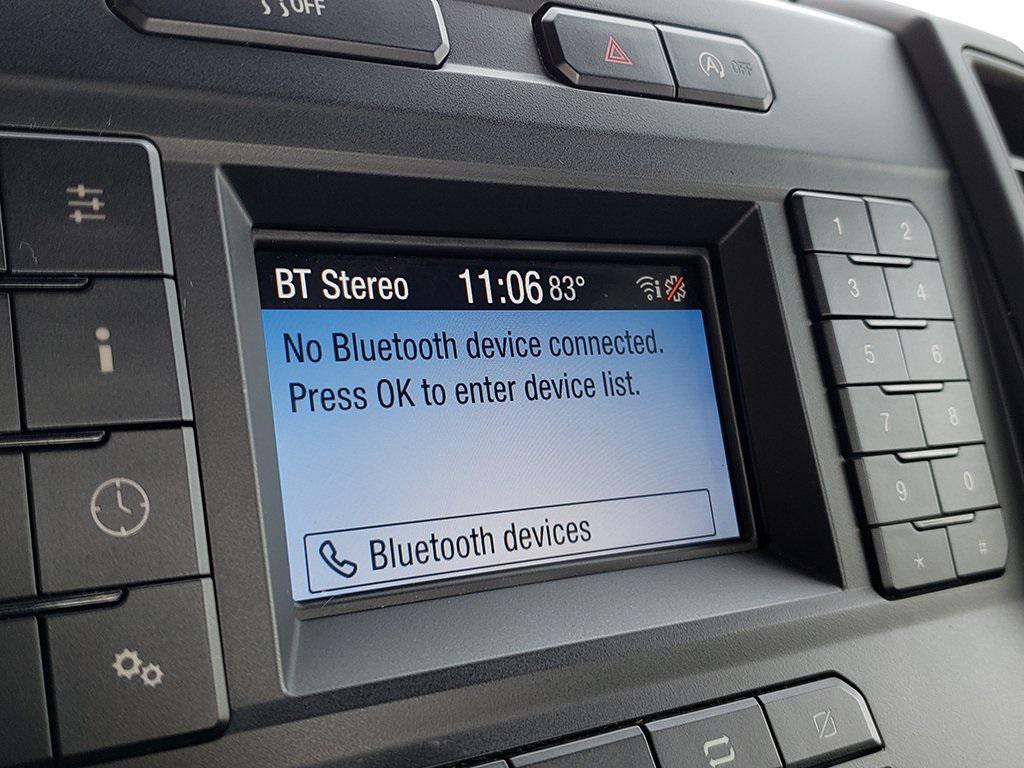 OFF
A OFF
BT Stereo 11:06 83° i
No Bluetooth device connected.
Press OK to enter device list.
Bluetooth devices
i
1 2
3 4
5 6
7 8
9 0
* #